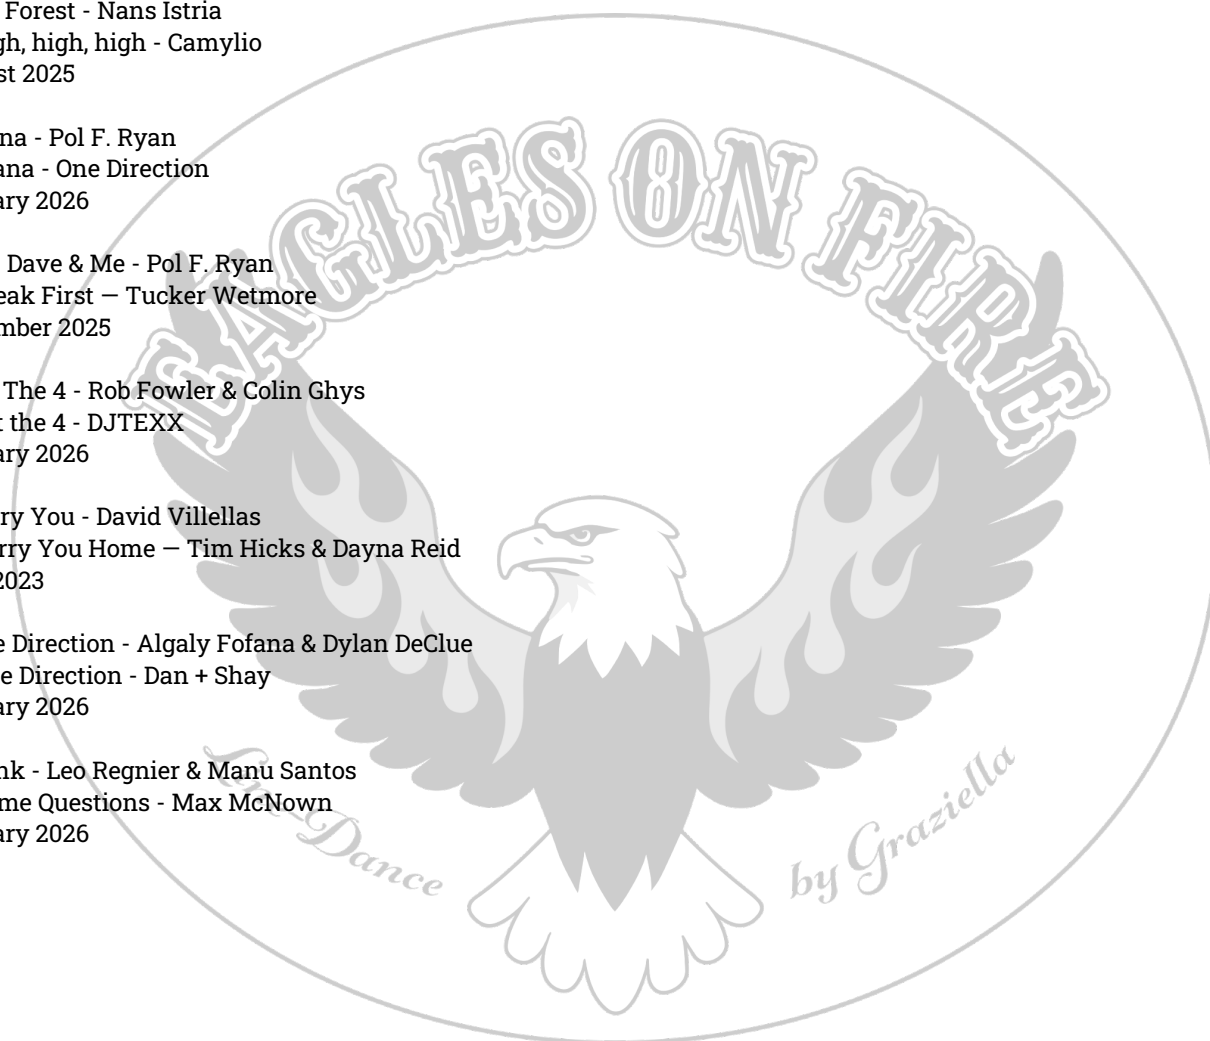 Forest - Nans Istria
gh, high, high - Camylio
st 2025
na - Pol F. Ryan
ana - One Direction
ary 2026
Dave & Me - Pol F. Ryan
eak First — Tucker Wetmore
mber 2025
The 4 - Rob Fowler & Colin Ghys
t the 4 - DJTEXX
ary 2026
ry You - David Villellas
rry You Home — Tim Hicks & Dayna Reid
2023
e Direction - Algaly Fofana & Dylan DeClue
e Direction - Dan + Shay
ary 2026
nk - Leo Regnier & Manu Santos
me Questions - Max McNown
ary 2026
EAGLES ON FIRE
Line-Dance
by Graziella